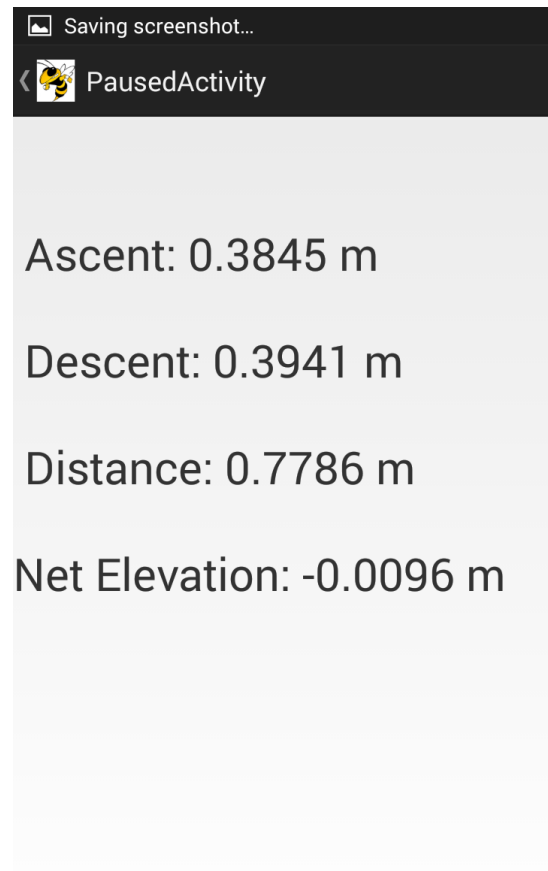 Saving screenshot...
PausedActivity
Ascent: 0.3845 m
Descent: 0.3941 m
Distance: 0.7786 m
Net Elevation: -0.0096 m